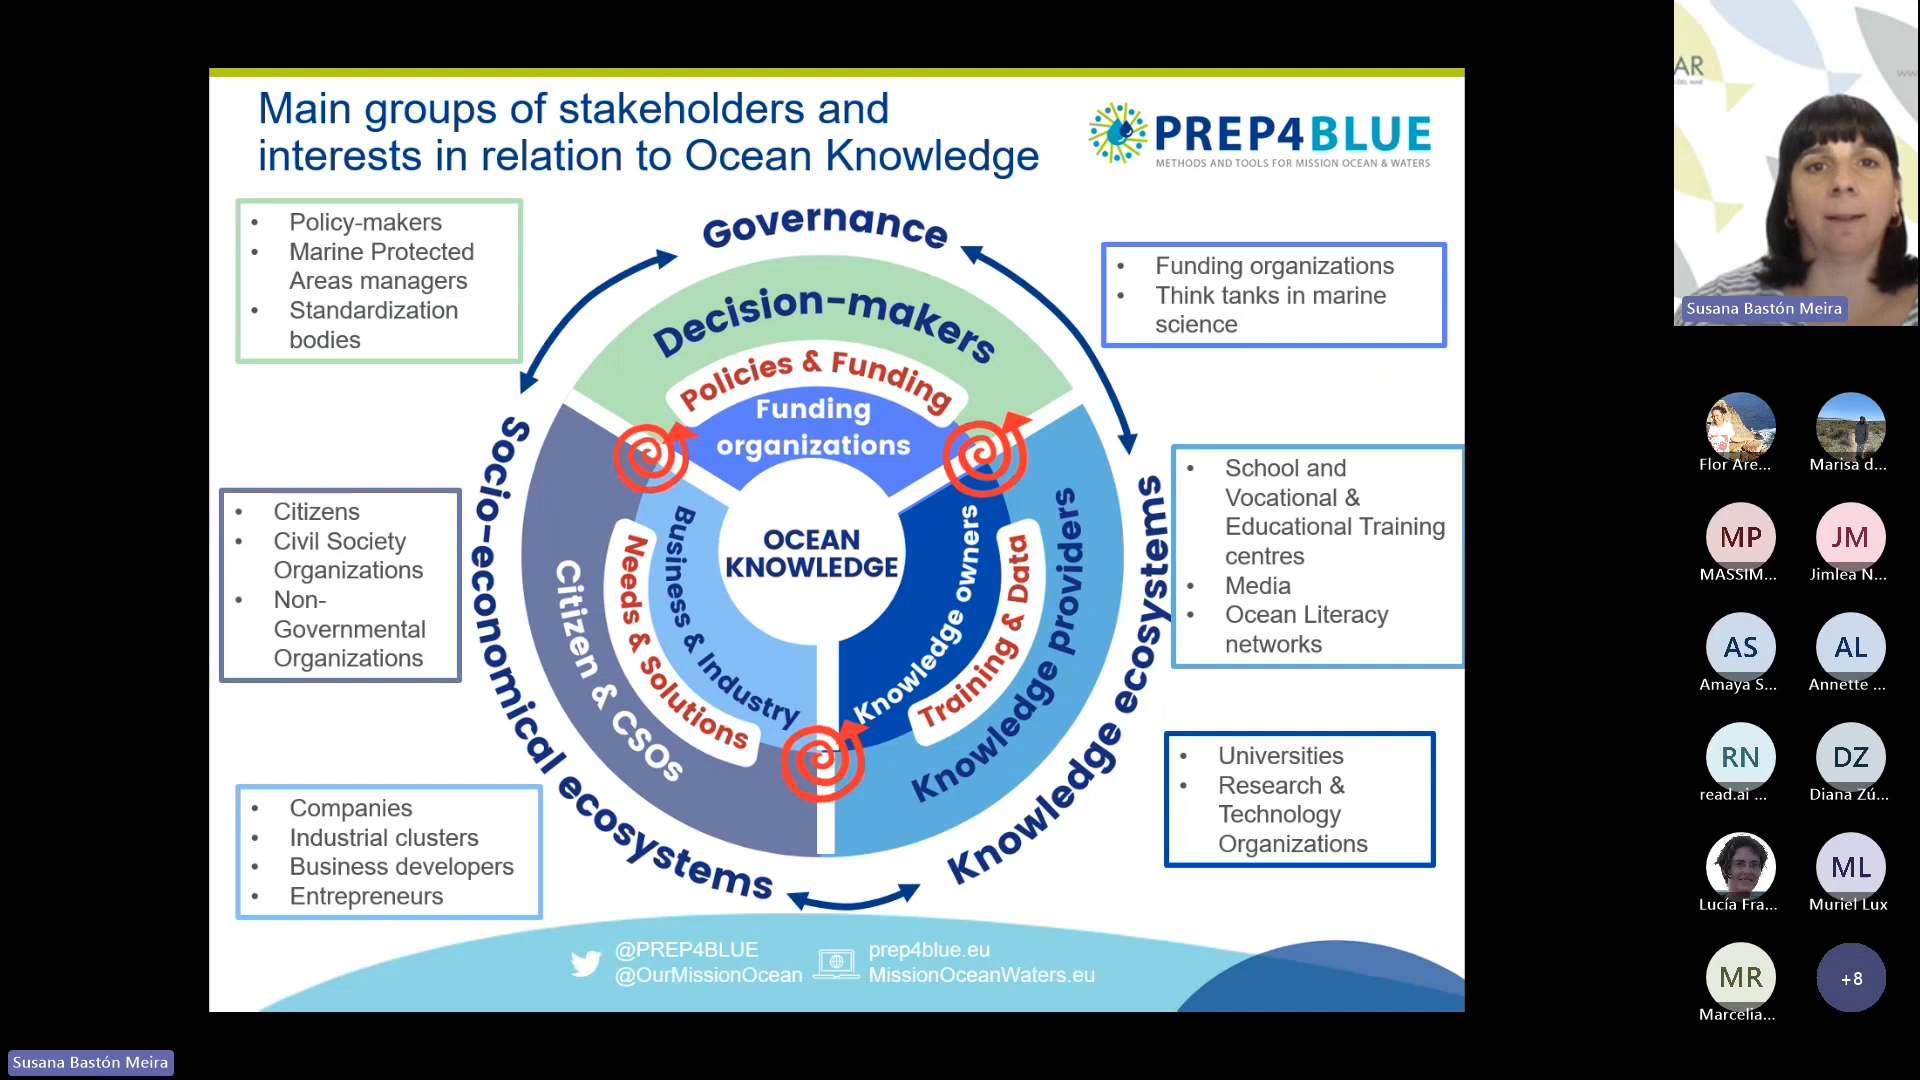 Main groups of stakeholders and
interests in relation to Ocean Knowledge
PREP4BLUE
METHODS AND TOOLS FOR MISSION OCEAN & WATERS
• Policy-makers
• Marine Protected
Areas managers
• Standardization
bodies
• Citizens
• Civil Society
Organizations
• Non-
Governmental
Organizations
• Companies
• Industrial clusters
• Business developers
• Entrepreneurs
Governance
Decision-makers
Policies & Funding
Funding
organizations
OCEAN
KNOWLEDGE
Socio-economical ecosystems
Citizen & CSOs
Needs & Solutions
Business & Industry
Knowledge owners
Training & Data
Knowledge providers
Knowledge ecosystems
• Funding organizations
• Think tanks in marine
science
• School and
Vocational &
Educational Training
centres
• Media
• Ocean Literacy
networks
• Universities
• Research &
Technology
Organizations
@PREP4BLUE
@OurMissionOcean
prep4blue.eu
MissionOceanWaters.eu
AR
DEL MAR
ww
Susana Bastón Meira
Flor Are...
Marisa d...
MP
MASSIM...
JM
Jimlea N...
AS
Amaya S...
AL
Annette ...
RN
read.ai ...
DZ
Diana Zú...
Lucía Fra...
ML
Muriel Lux
MR
Marcelia...
+8
Susana Bastón Meira